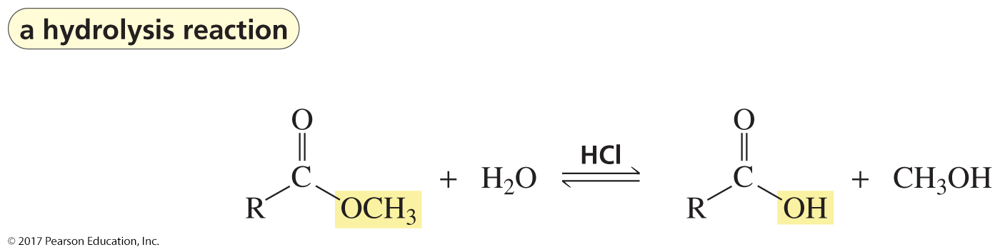 a hydrolysis reaction
O O
C + H₂O HCl C + CH₃OH
R OCH₃ R OH
© 2017 Pearson Education, Inc.